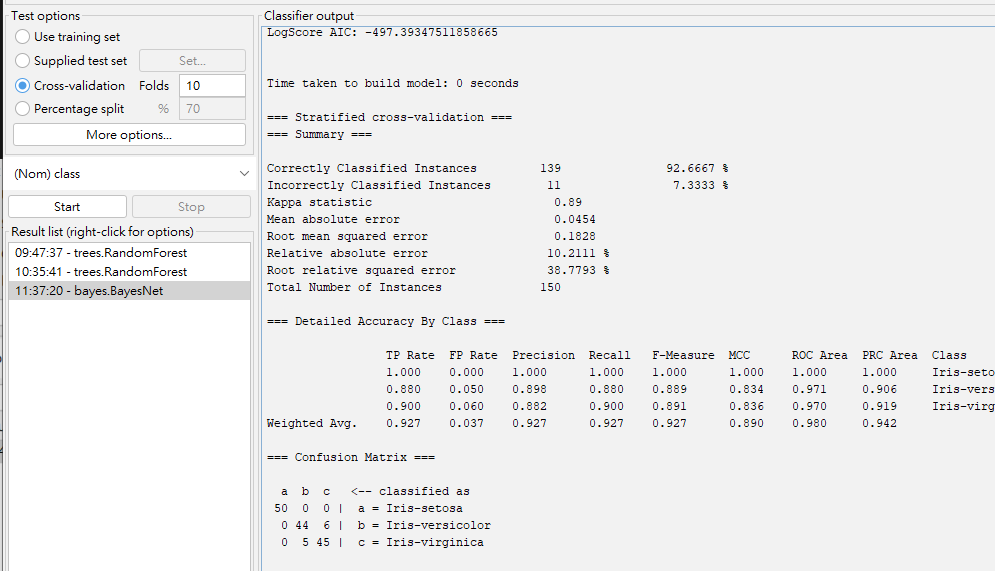 Test options
Use training set
Supplied test set Set...
Cross-validation Folds 10
Percentage split % 70
More options...
(Nom) class
Start Stop
Result list (right-click for options)
09:47:37 - trees.RandomForest
10:35:41 - trees.RandomForest
11:37:20 - bayes.BayesNet
Classifier output
LogScore AIC: -497.39347511858665
Time taken to build model: 0 seconds
=== Stratified cross-validation ===
=== Summary ===
Correctly Classified Instances 139 92.6667 %
Incorrectly Classified Instances 11 7.3333 %
Kappa statistic 0.89
Mean absolute error 0.0454
Root mean squared error 0.1828
Relative absolute error 10.2111 %
Root relative squared error 38.7793 %
Total Number of Instances 150
=== Detailed Accuracy By Class ===
TP Rate FP Rate Precision Recall F-Measure MCC ROC Area PRC Area Class
1.000 0.000 1.000 1.000 1.000 1.000 1.000 1.000 Iris-seto
0.880 0.050 0.898 0.880 0.889 0.834 0.971 0.906 Iris-vers
0.900 0.060 0.882 0.900 0.891 0.836 0.970 0.919 Iris-virg
Weighted Avg. 0.927 0.037 0.927 0.927 0.927 0.890 0.980 0.942
=== Confusion Matrix ===
a b c <-- classified as
50 0 0 | a = Iris-setosa
0 44 6 | b = Iris-versicolor
0 5 45 | c = Iris-virginica